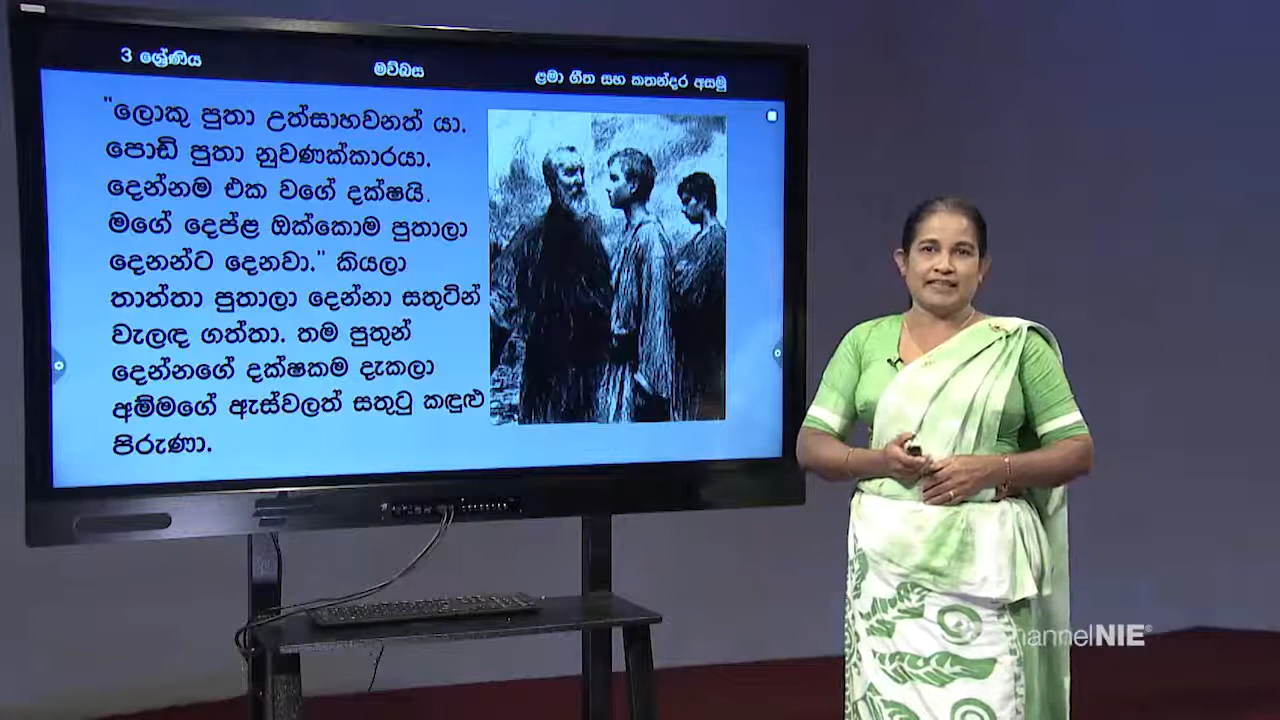 3 ශ්‍රේණිය
මව්බස
ළමා ගීත සහ කතන්දර අසමු
"ලොකු පුතා උත්සාහවනත් යා.
පොඩි පුතා නුවණක්කාරයා.
දෙන්නම එක වගේ දක්ෂයි.
මගේ දෙප්ළ ඔක්කොම පුතාලා
දෙනන්ට දෙනවා." කියලා
තාත්තා පුතාලා දෙන්නා සතුටින්
වැලඳ ගත්තා. තම පුතුන්
දෙන්නගේ දක්ෂකම දැකලා
අම්මගේ ඇස්වලත් සතුටු කඳුළු
පිරුණා.
channelNIE®